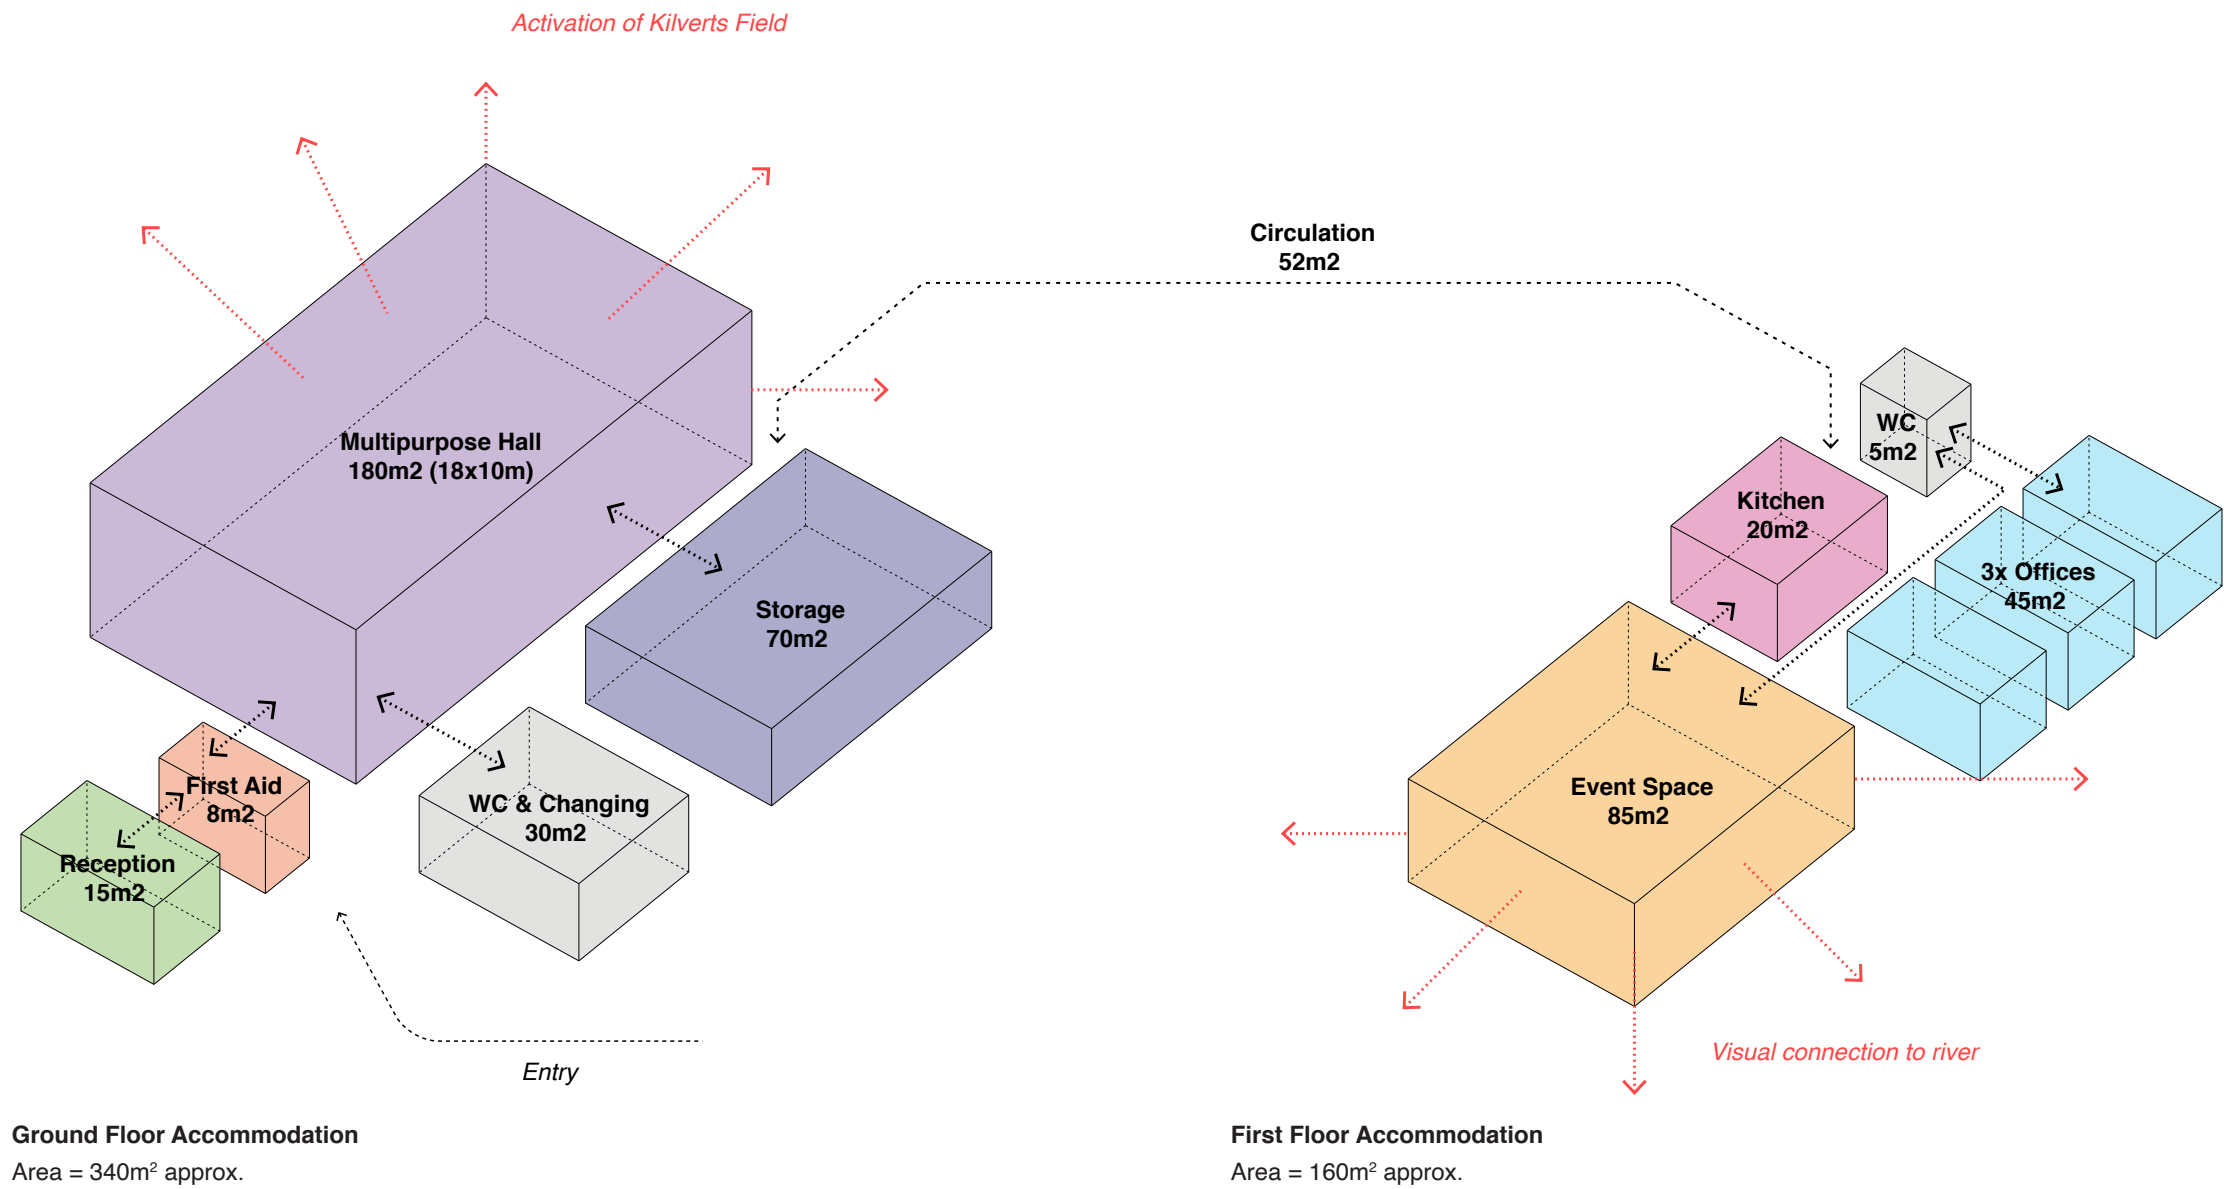 Activation of Kilverts Field
Circulation
52m2
Multipurpose Hall
180m2 (18x10m)
Storage
70m2
First Aid
8m2
WC & Changing
30m2
Reception
15m2
Entry
WC
5m2
Kitchen
20m2
3x Offices
45m2
Event Space
85m2
Visual connection to river
Ground Floor Accommodation
Area = 340m² approx.
First Floor Accommodation
Area = 160m² approx.